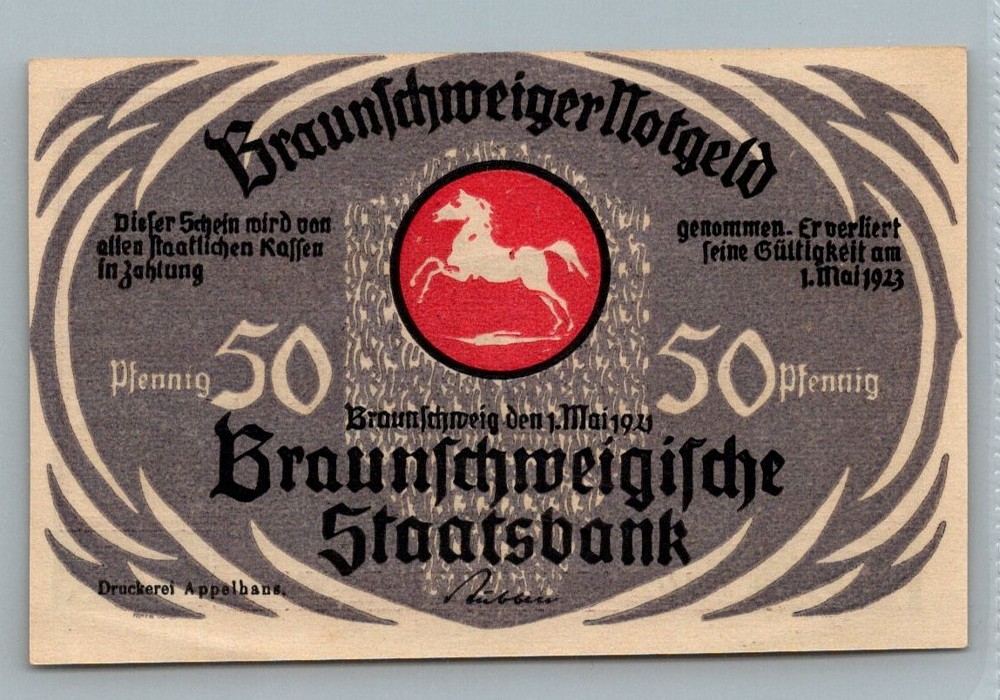 Braunschweiger Notgeld
Dieser Schein wird von
allen staatlichen Kassen
in Zahlung
genommen. Er verliert
seine Gültigkeit am
1. Mai 1923
Pfennig 50
50 Pfennig
Braunschweig den 1. Mai 1921
Braunschweigische
Staatsbank
Druckerei Appelhans.